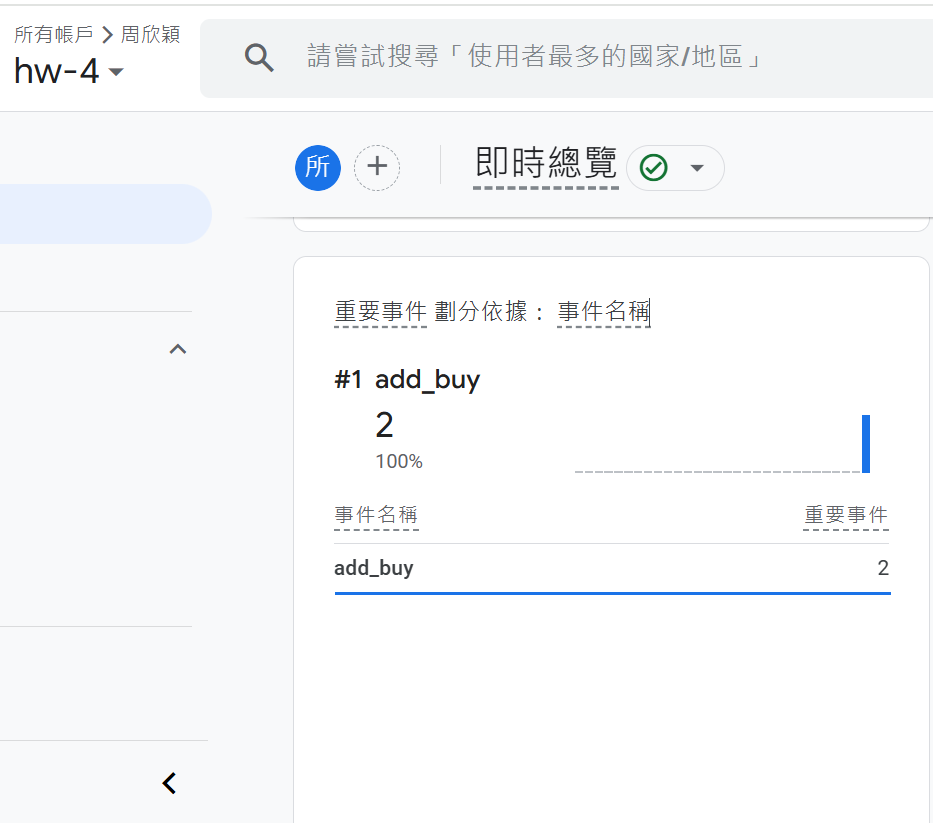 所有帳戶 > 周欣穎
hw-4
請嘗試搜尋「使用者最多的國家/地區」
所
即時總覽
重要事件 劃分依據： 事件名稱
#1 add_buy
2
100%
事件名稱 重要事件
add_buy 2